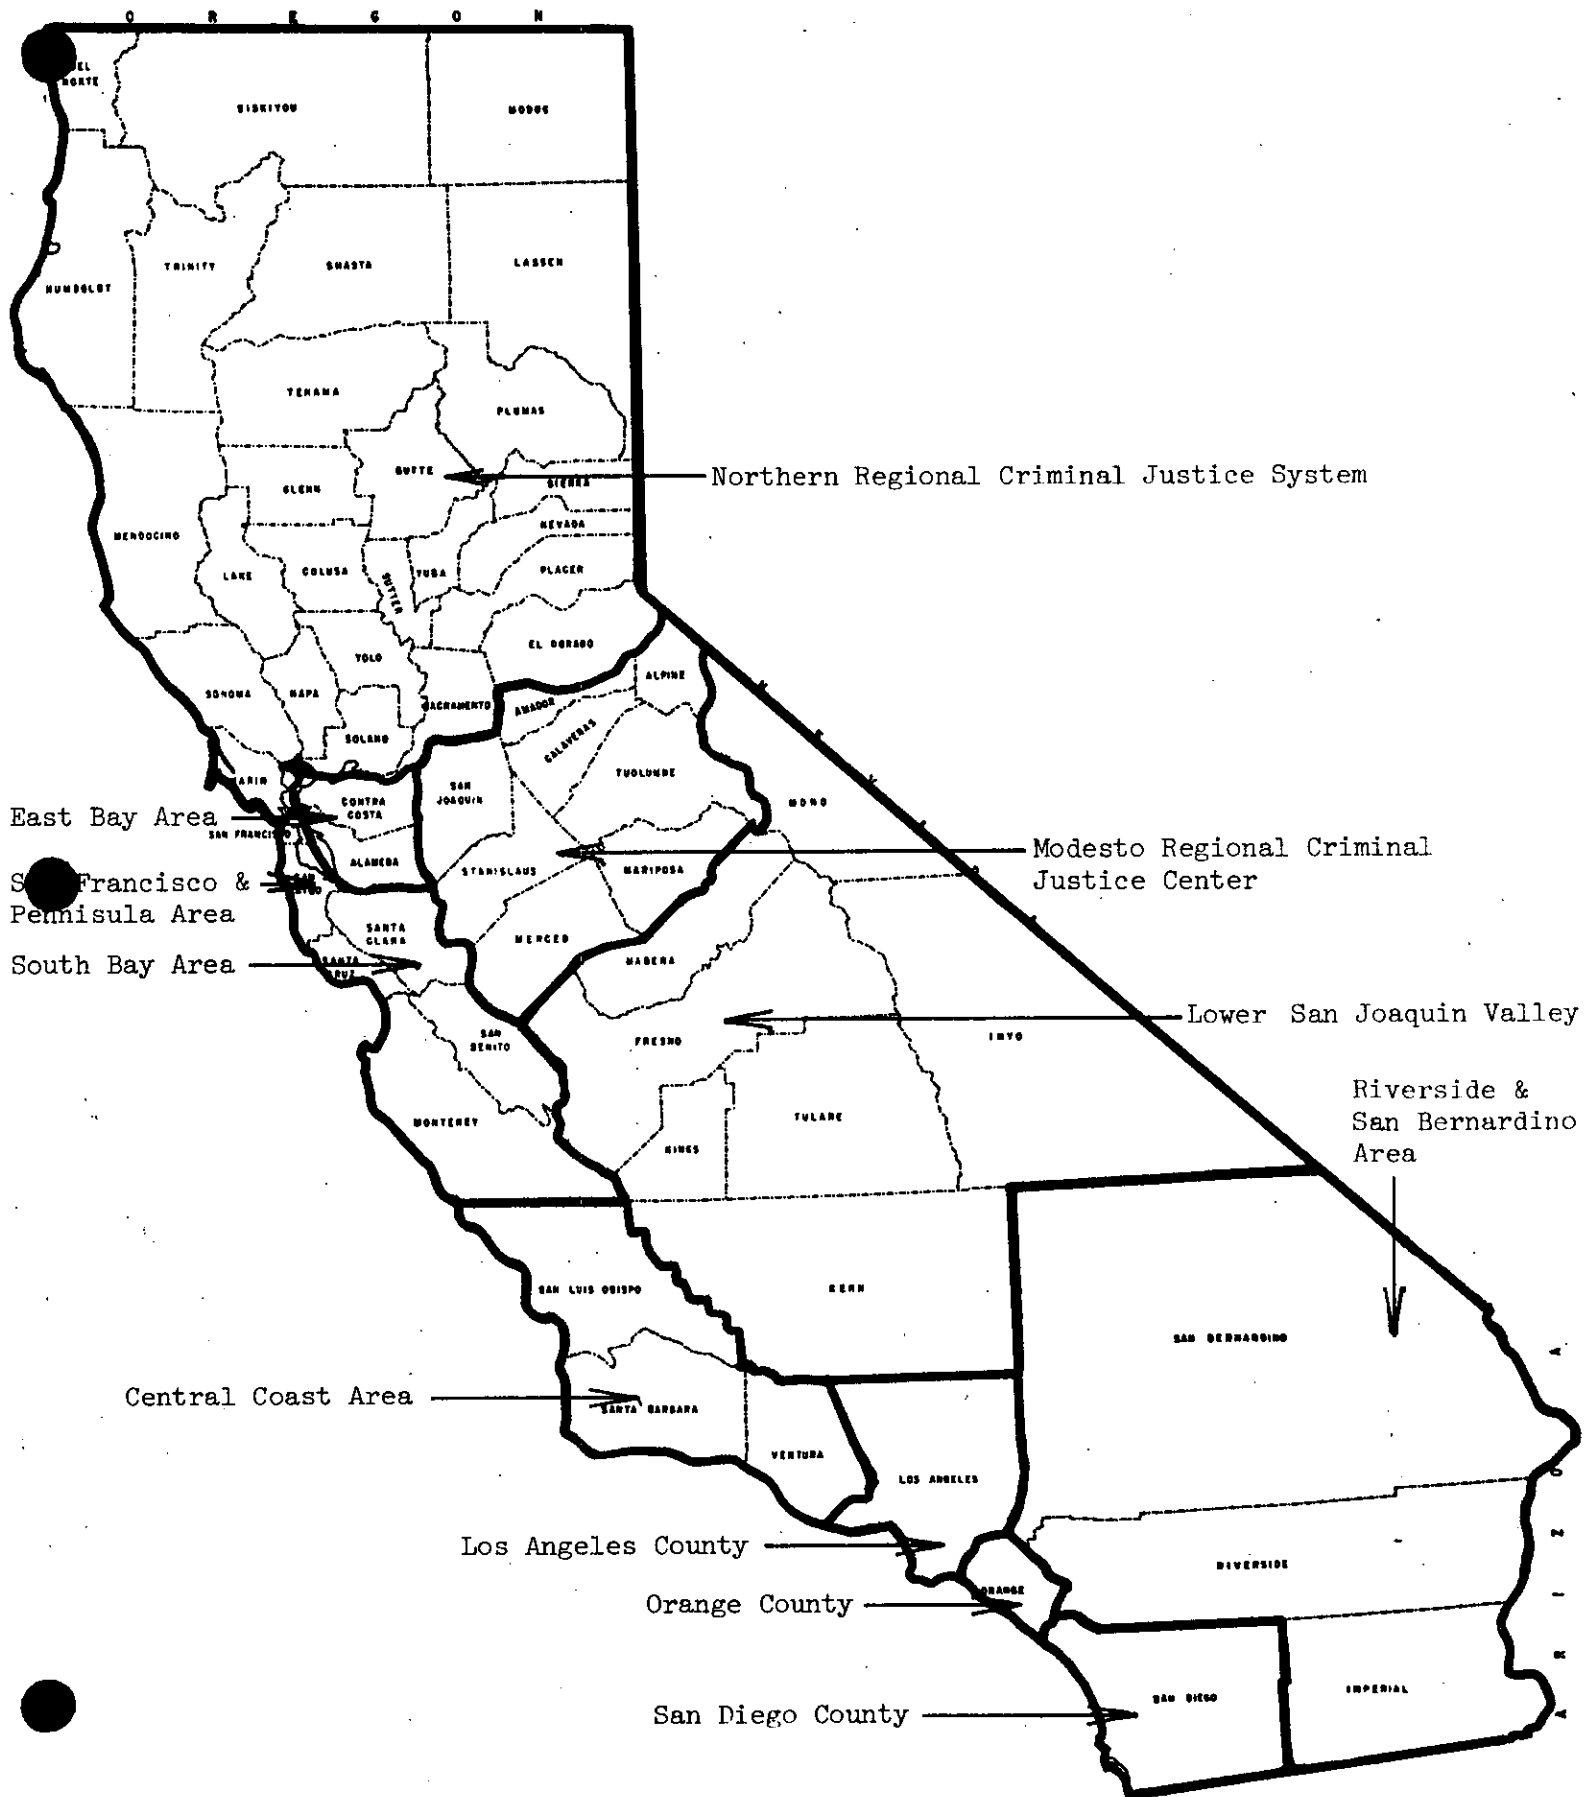 O R E G O N
DEL
NORTE
SISKIYOU
MODOC
HUMBOLDT
TRINITY
SHASTA
LASSEN
TEHAMA
PLUMAS
BUTTE
Northern Regional Criminal Justice System
GLENN
SIERRA
MENDOCINO
NEVADA
LAKE
COLUSA
SUTTER
YUBA
PLACER
EL DORADO
YOLO
SONOMA
NAPA
SACRAMENTO
AMADOR
ALPINE
SOLANO
CALAVERAS
MARIN
TUOLUMNE
SAN
JOAQUIN
MONO
CONTRA
COSTA
East Bay Area
SAN FRANCISCO
ALAMEDA
STANISLAUS
MARIPOSA
Modesto Regional Criminal
Justice Center
Francisco &
Pennisula Area
SANTA
CLARA
MERCED
MADERA
SANTA
CRUZ
South Bay Area
Lower San Joaquin Valley
SAN
BENITO
FRESNO
INYO
MONTEREY
KINGS
TULARE
Riverside &
San Bernardino
Area
SAN LUIS OBISPO
KERN
SAN BERNARDINO
Central Coast Area
SANTA BARBARA
VENTURA
LOS ANGELES
Los Angeles County
RIVERSIDE
Orange County
ORANGE
San Diego County
SAN DIEGO
IMPERIAL